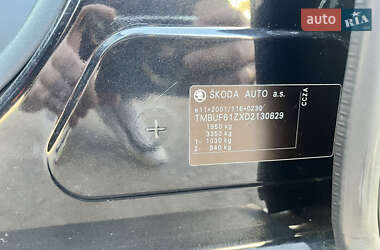 auto RIA
ŠKODA AUTO a.s.
e11*2001/116*0230
TMBUF61ZXD2130829
1950 kg
3350 kg
1- 1030 kg
2- 940 kg
CCZA